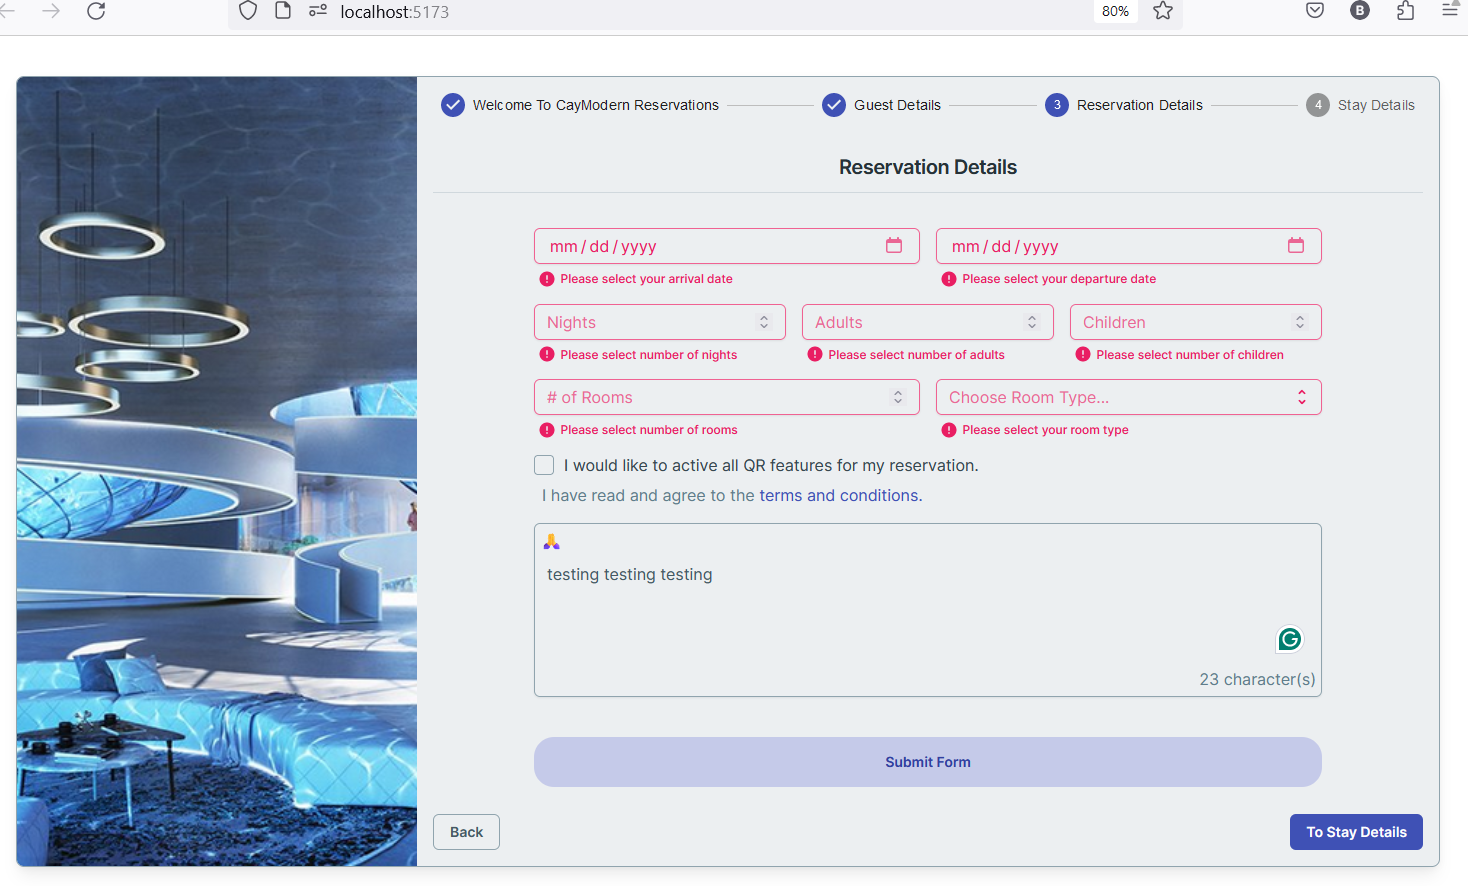 localhost:5173
80%
B
Welcome To CayModern Reservations
Guest Details
3
Reservation Details
4
Stay Details
Reservation Details
mm / dd / yyyy
mm / dd / yyyy
Please select your arrival date
Please select your departure date
Nights
Adults
Children
Please select number of nights
Please select number of adults
Please select number of children
# of Rooms
Choose Room Type...
Please select number of rooms
Please select your room type
I would like to active all QR features for my reservation.
I have read and agree to the terms and conditions.
🙏
testing testing testing
G
23 character(s)
Submit Form
Back
To Stay Details